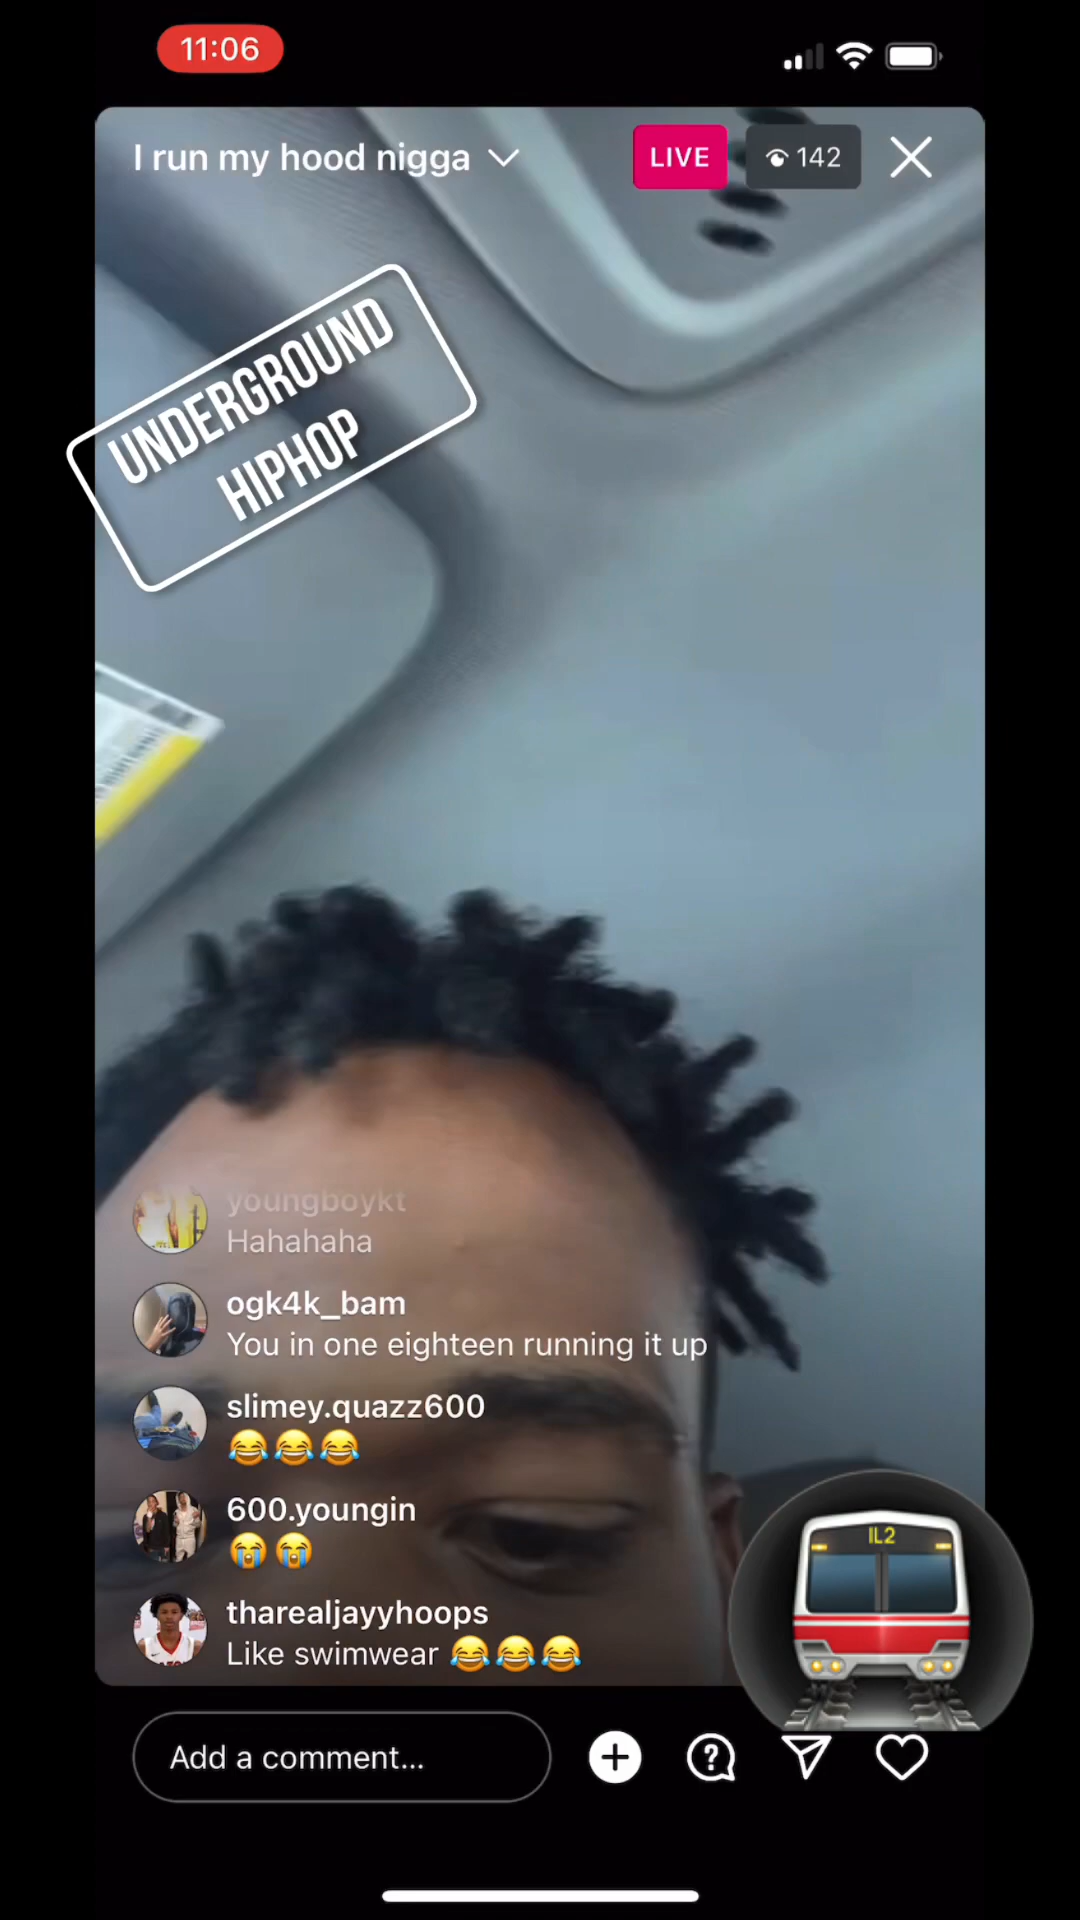 11:06
I run my hood nigga
LIVE
142
UNDERGROUND
HIPHOP
youngboykt
Hahahaha
ogk4k_bam
You in one eighteen running it up
slimey.quazz600
😂😂😂
600.youngin
😭😭
tharealjayyhoops
Like swimwear 😂😂😂
IL2
Add a comment...